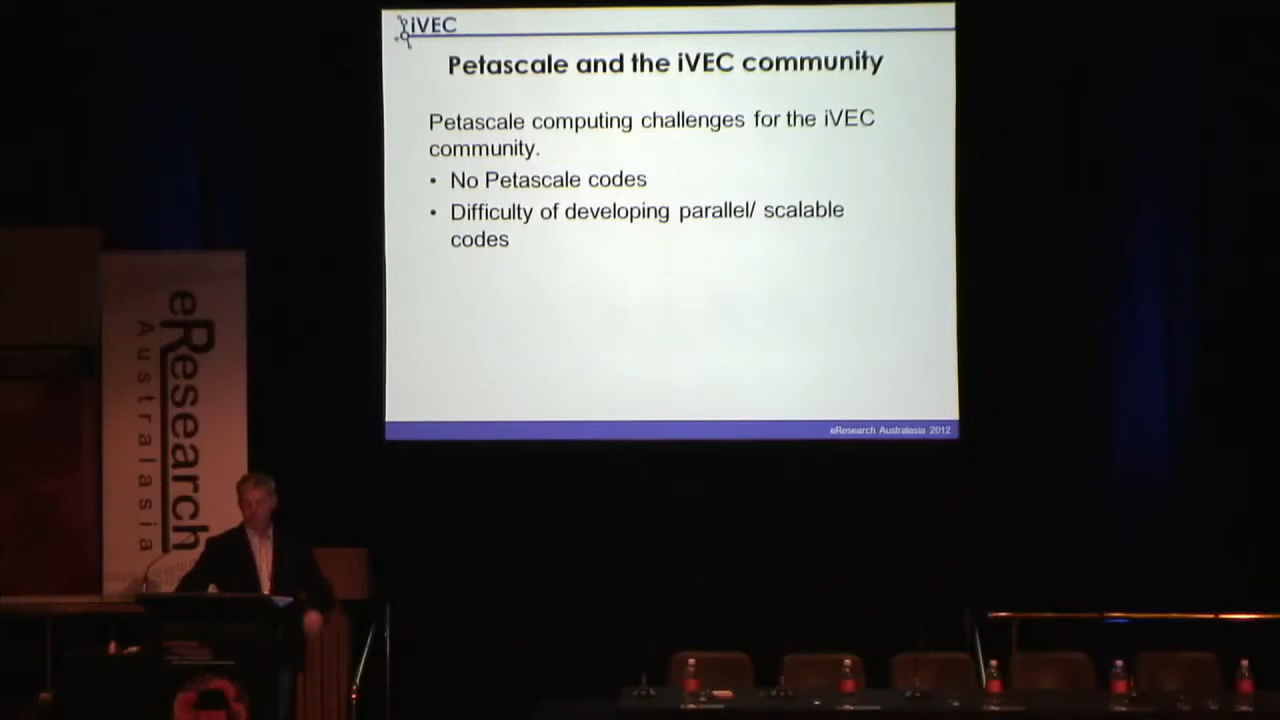 iVEC
Petascale and the iVEC community
Petascale computing challenges for the iVEC
community.
• No Petascale codes
• Difficulty of developing parallel/ scalable
codes
eResearch Australasia 2012
eResearch
Australasia